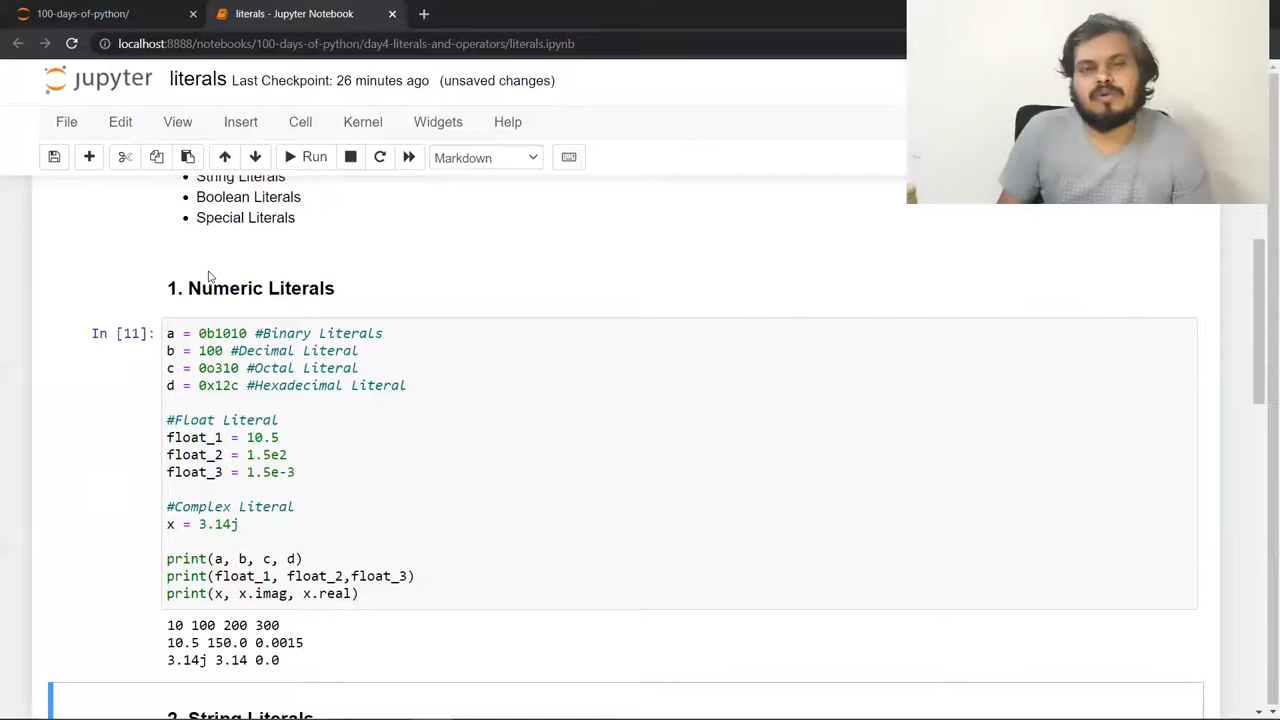 100-days-of-python/
literals - Jupyter Notebook
localhost:8888/notebooks/100-days-of-python/day4-literals-and-operators/literals.ipynb
jupyter literals Last Checkpoint: 26 minutes ago (unsaved changes)
File Edit View Insert Cell Kernel Widgets Help
Run Markdown
String Literals
Boolean Literals
Special Literals
1. Numeric Literals
In [11]:
a = 0b1010 #Binary Literals
b = 100 #Decimal Literal
c = 0o310 #Octal Literal
d = 0x12c #Hexadecimal Literal
#Float Literal
float_1 = 10.5
float_2 = 1.5e2
float_3 = 1.5e-3
#Complex Literal
x = 3.14j
print(a, b, c, d)
print(float_1, float_2,float_3)
print(x, x.imag, x.real)
10 100 200 300
10.5 150.0 0.0015
3.14j 3.14 0.0
2. String Literals